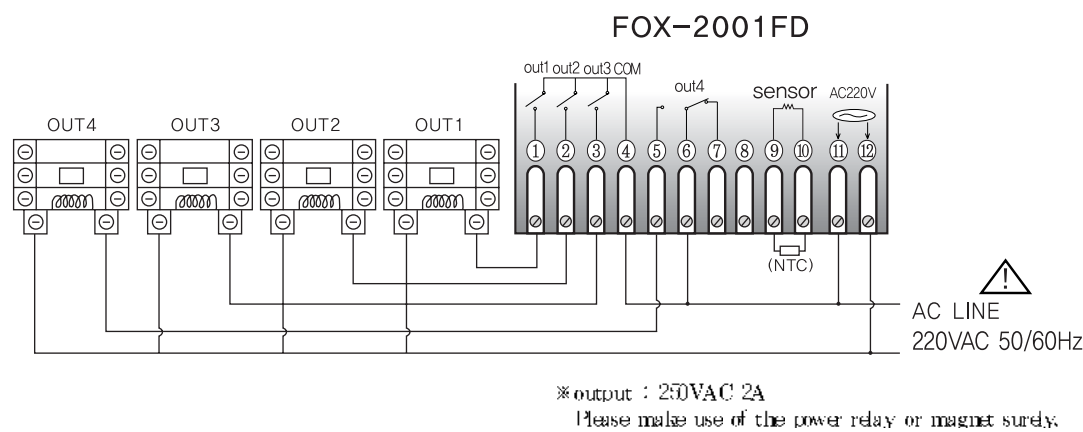 FOX-2001FD
out1 out2 out3 COM
out4
sensor
AC220V
OUT4 OUT3 OUT2 OUT1
1 2 3 4 5 6 7 8 9 10 11 12
(NTC)
!
AC LINE
220VAC 50/60Hz
※output : 250VAC 2A
Please make use of the power relay or magnet surely.